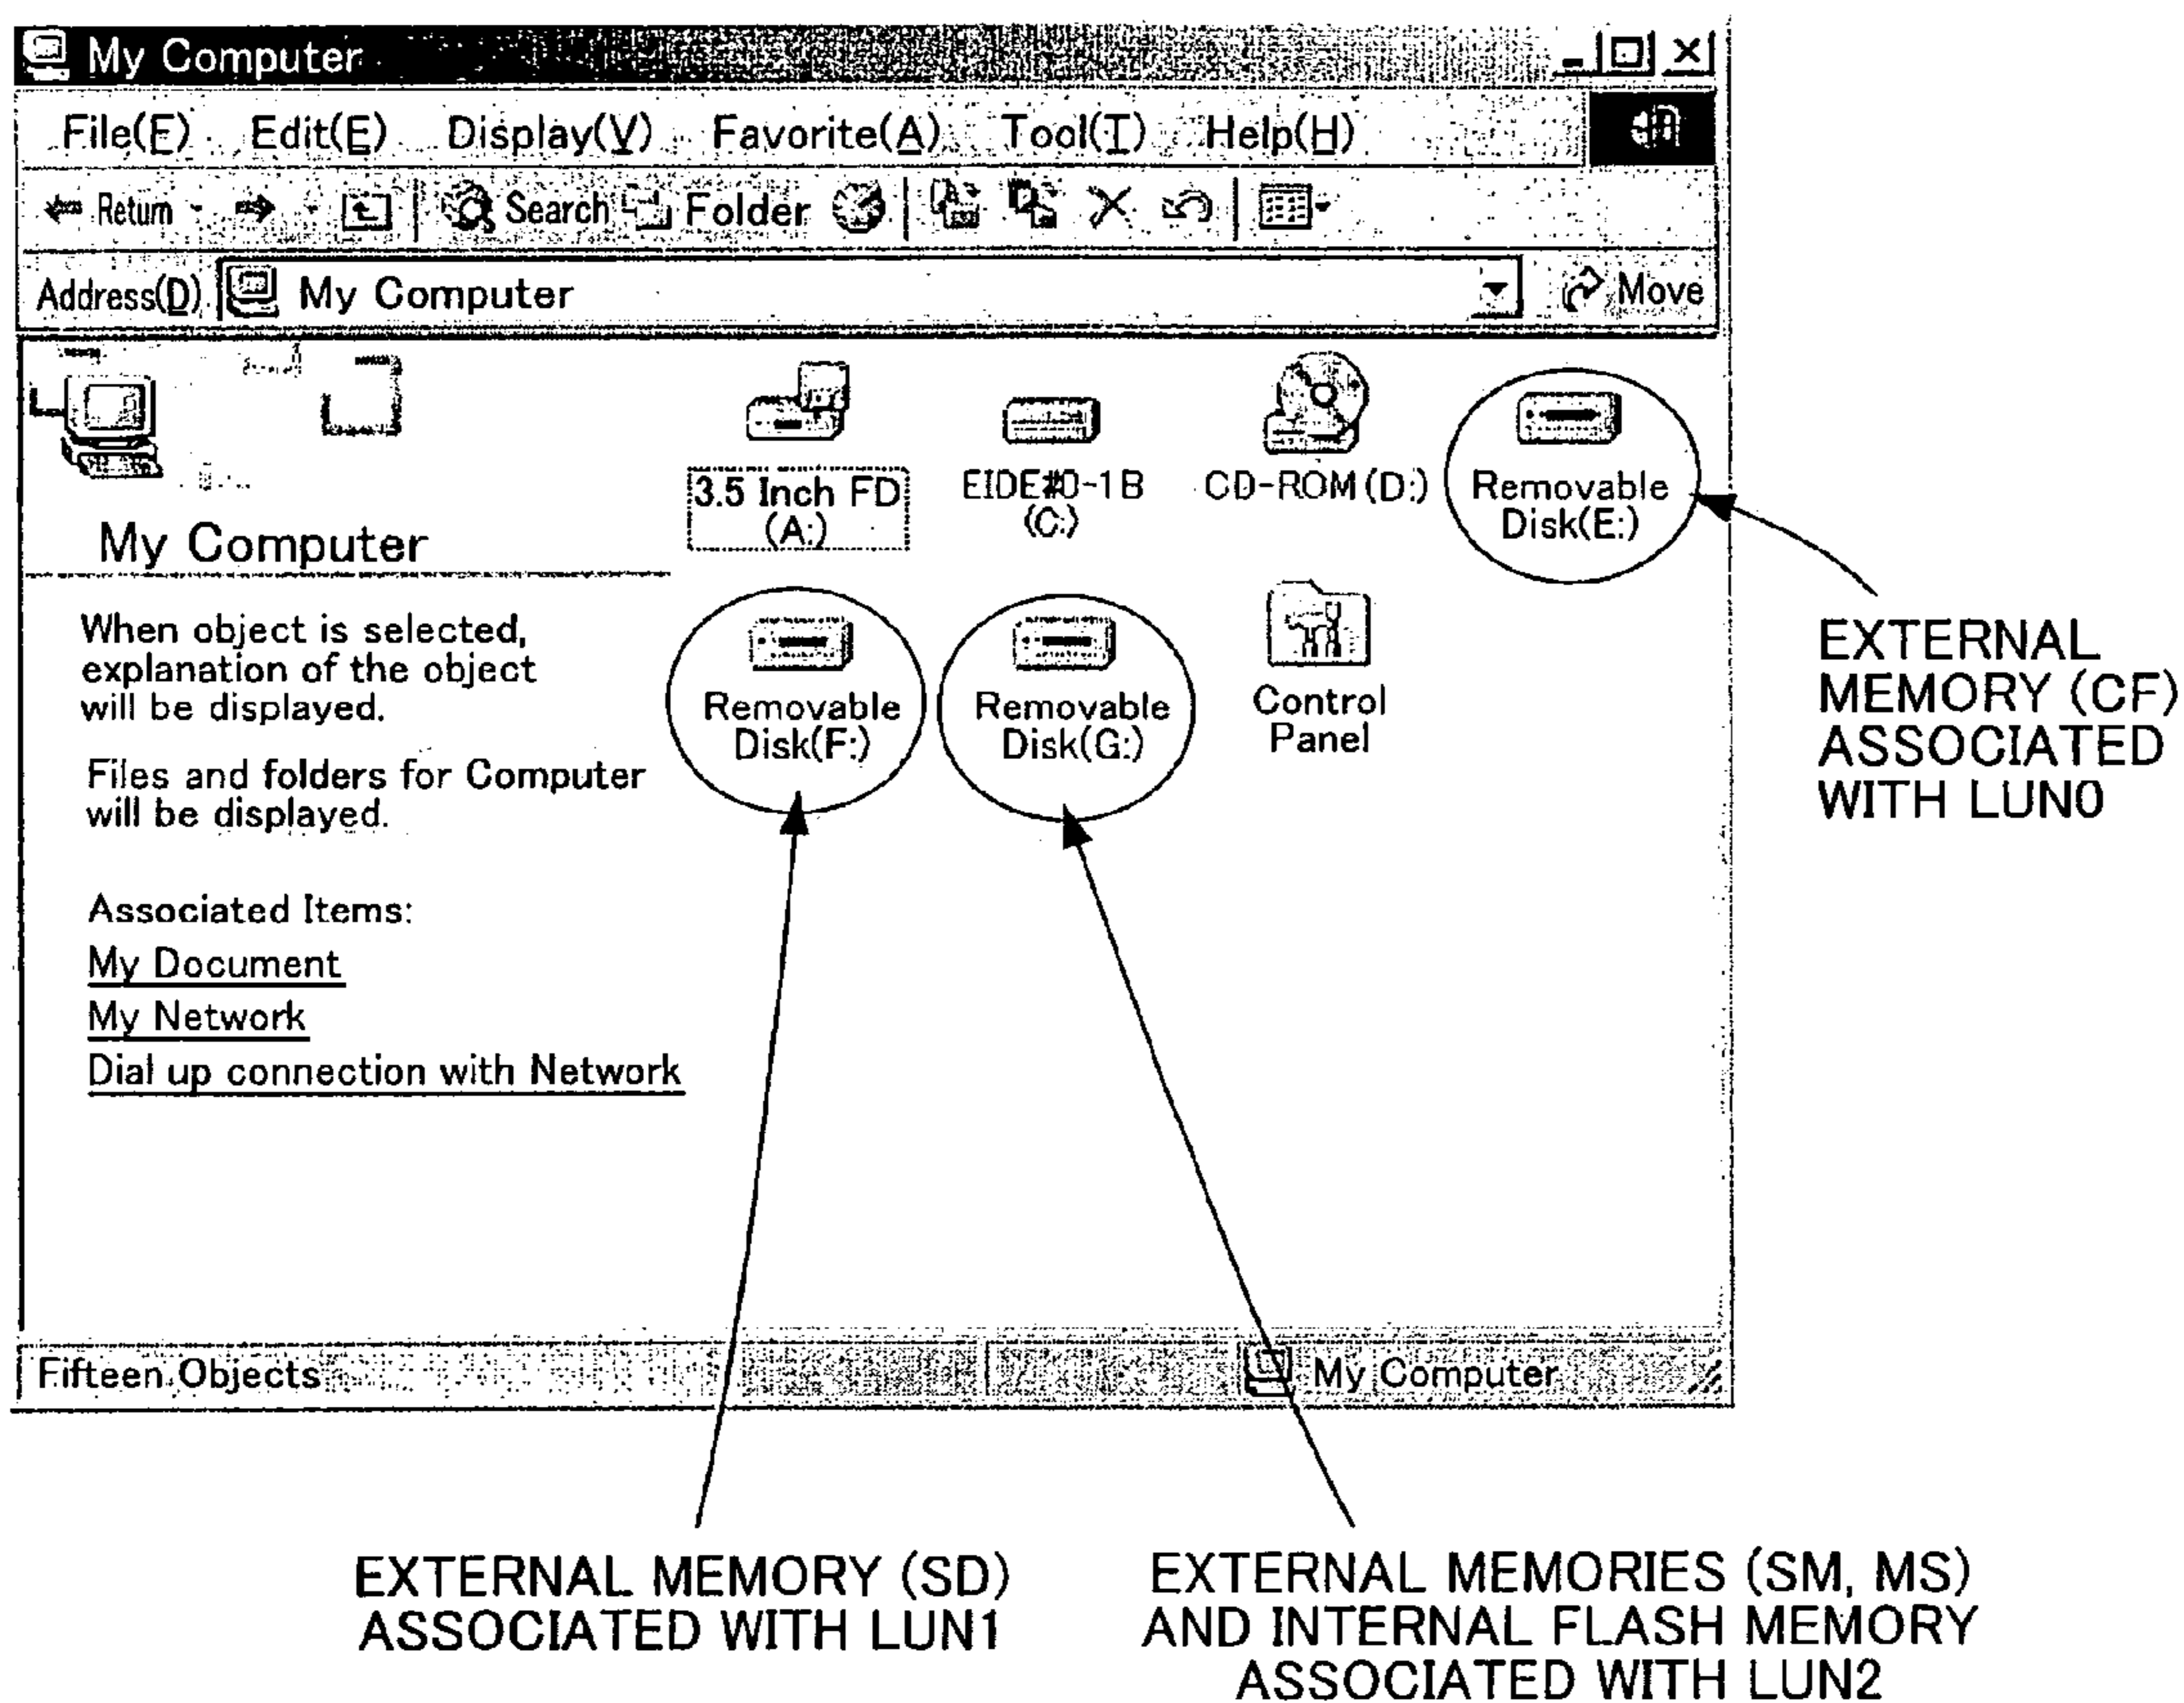 My Computer
File(F) Edit(E) Display(V) Favorite(A) Tool(T) Help(H)
Return Search Folder
Address(D) My Computer Move
3.5 Inch FD
(A:)
EIDE#0-1B
(C:)
CD-ROM(D:)
Removable
Disk(E:)
My Computer
When object is selected,
explanation of the object
will be displayed.
Files and folders for Computer
will be displayed.
Removable
Disk(F:)
Removable
Disk(G:)
Control
Panel
EXTERNAL
MEMORY (CF)
ASSOCIATED
WITH LUN0
Associated Items:
My Document
My Network
Dial up connection with Network
Fifteen Objects
My Computer
EXTERNAL MEMORY (SD)
ASSOCIATED WITH LUN1
EXTERNAL MEMORIES (SM, MS)
AND INTERNAL FLASH MEMORY
ASSOCIATED WITH LUN2